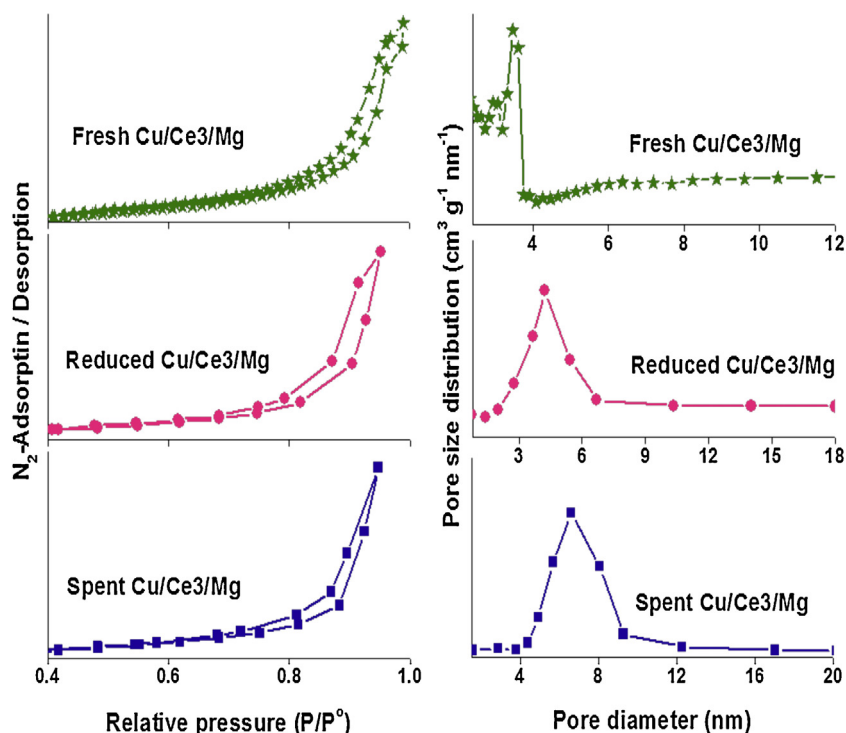 N₂-Adsorptin / Desorption
Fresh Cu/Ce3/Mg
Reduced Cu/Ce3/Mg
Spent Cu/Ce3/Mg
0.4 0.6 0.8 1.0
Relative pressure (P/P°)
Pore size distribution (cm³ g⁻¹ nm⁻¹)
Fresh Cu/Ce3/Mg
4 6 8 10 12
Reduced Cu/Ce3/Mg
3 6 9 12 15 18
Spent Cu/Ce3/Mg
4 8 12 16 20
Pore diameter (nm)